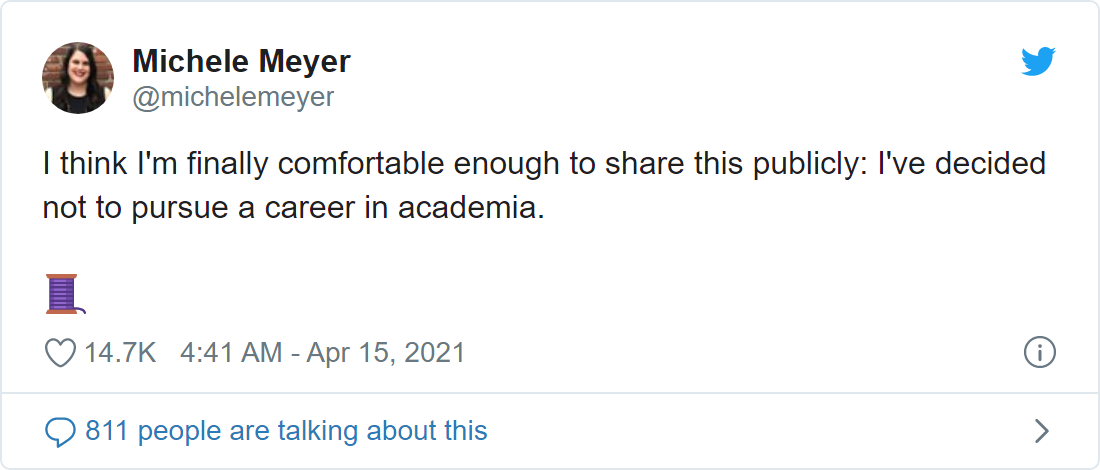 Michele Meyer
@michelemeyer
I think I'm finally comfortable enough to share this publicly: I've decided
not to pursue a career in academia.
🧵
14.7K 4:41 AM - Apr 15, 2021
811 people are talking about this